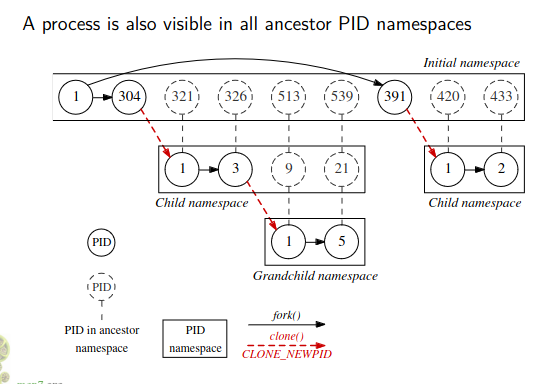 A process is also visible in all ancestor PID namespaces
Initial namespace
1 304 321 326 513 539 391 420 433
1 3 9 21 1 2
Child namespace Child namespace
1 5
Grandchild namespace
PID
PID
PID in ancestor
namespace
PID
namespace
fork()
clone()
CLONE_NEWPID